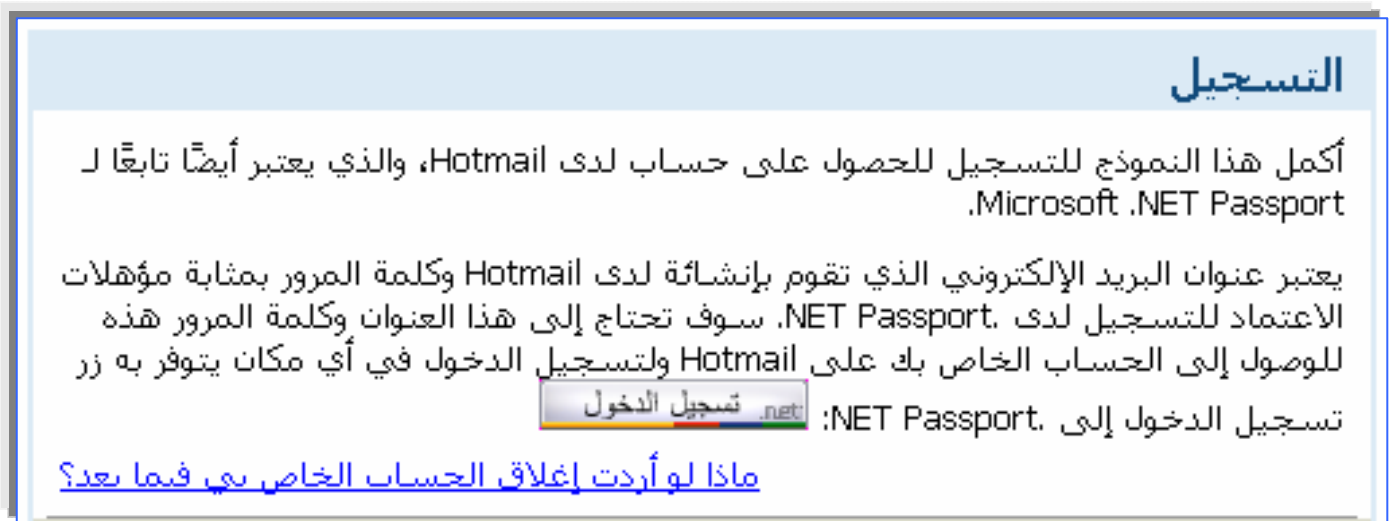 التسجيل
أكمل هذا النموذج للتسجيل للحصول على حساب لدى Hotmail، والذي يعتبر أيضًا تابعًا لـ
Microsoft .NET Passport.
يعتبر عنوان البريد الإلكتروني الذي تقوم بإنشائة لدى Hotmail وكلمة المرور بمثابة مؤهلات
الاعتماد للتسجيل لدى .NET Passport. سوف تحتاج إلى هذا العنوان وكلمة المرور هذه
للوصول إلى الحساب الخاص بك على Hotmail ولتسجيل الدخول في أي مكان يتوفر به زر
تسجيل الدخول إلى .NET Passport: .net تسجيل الدخول
ماذا لو أردت إغلاق الحساب الخاص بي فيما بعد؟